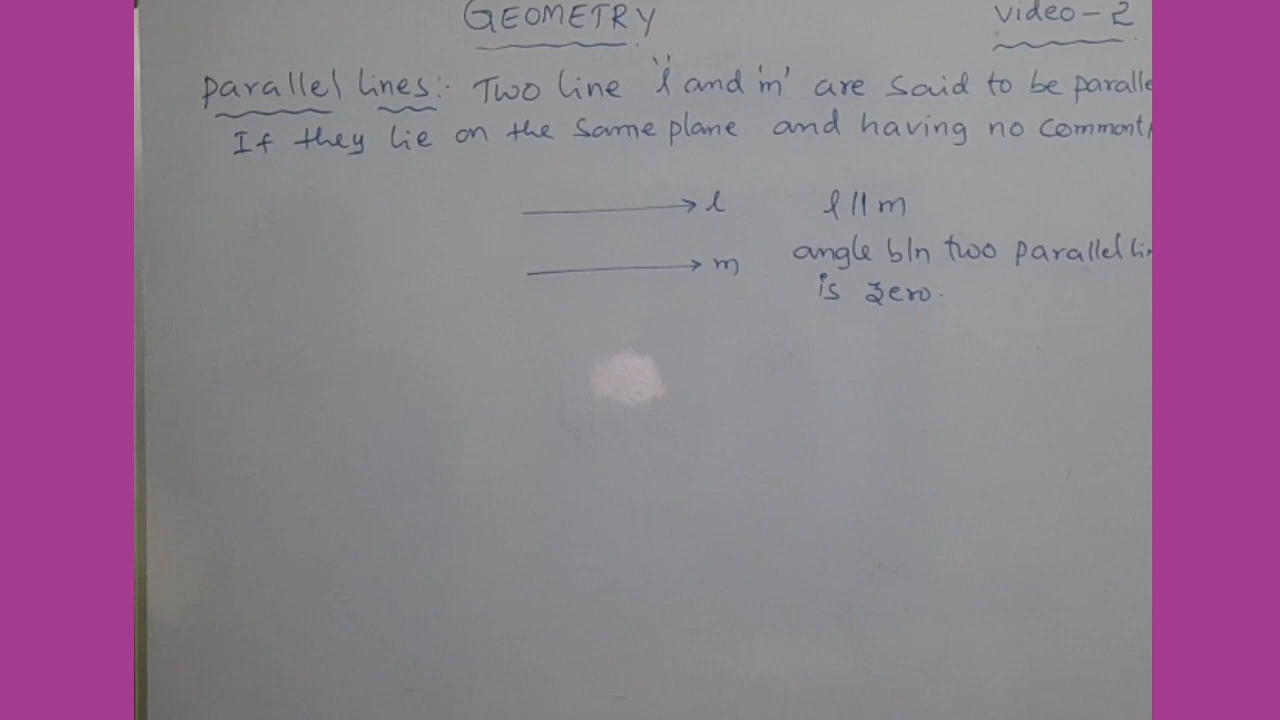 GEOMETRY video-2
parallel lines:- Two line 'l' and 'm' are said to be paralle
If they lie on the same plane and having no common
l l || m
m angle b/n two parallel li
is zero.